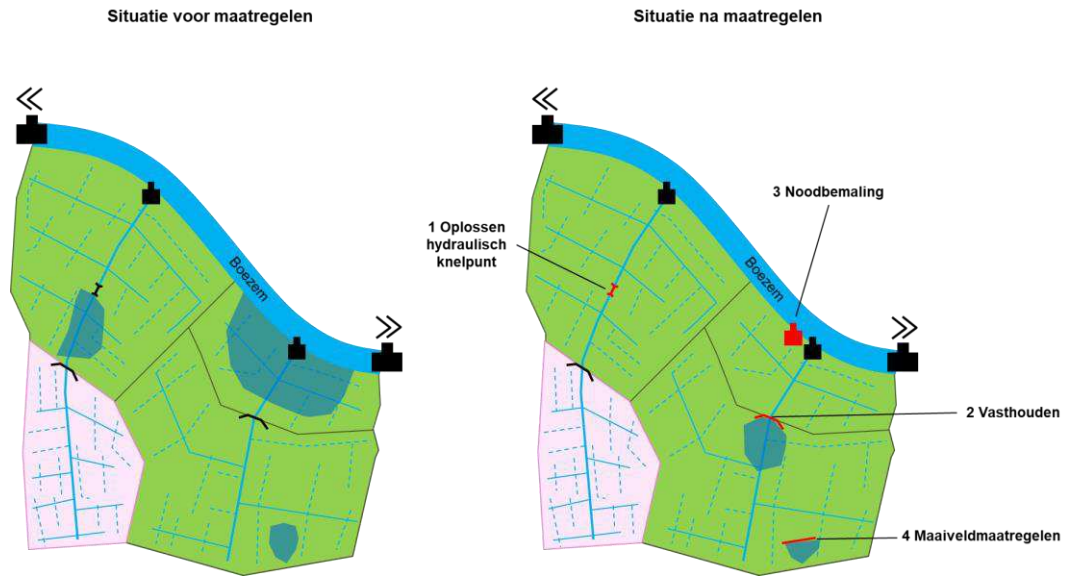 Situatie voor maatregelen
Situatie na maatregelen
Boezem
1 Oplossen
hydraulisch
knelpunt
3 Noodbemaling
Boezem
2 Vasthouden
4 Maaiveldmaatregelen